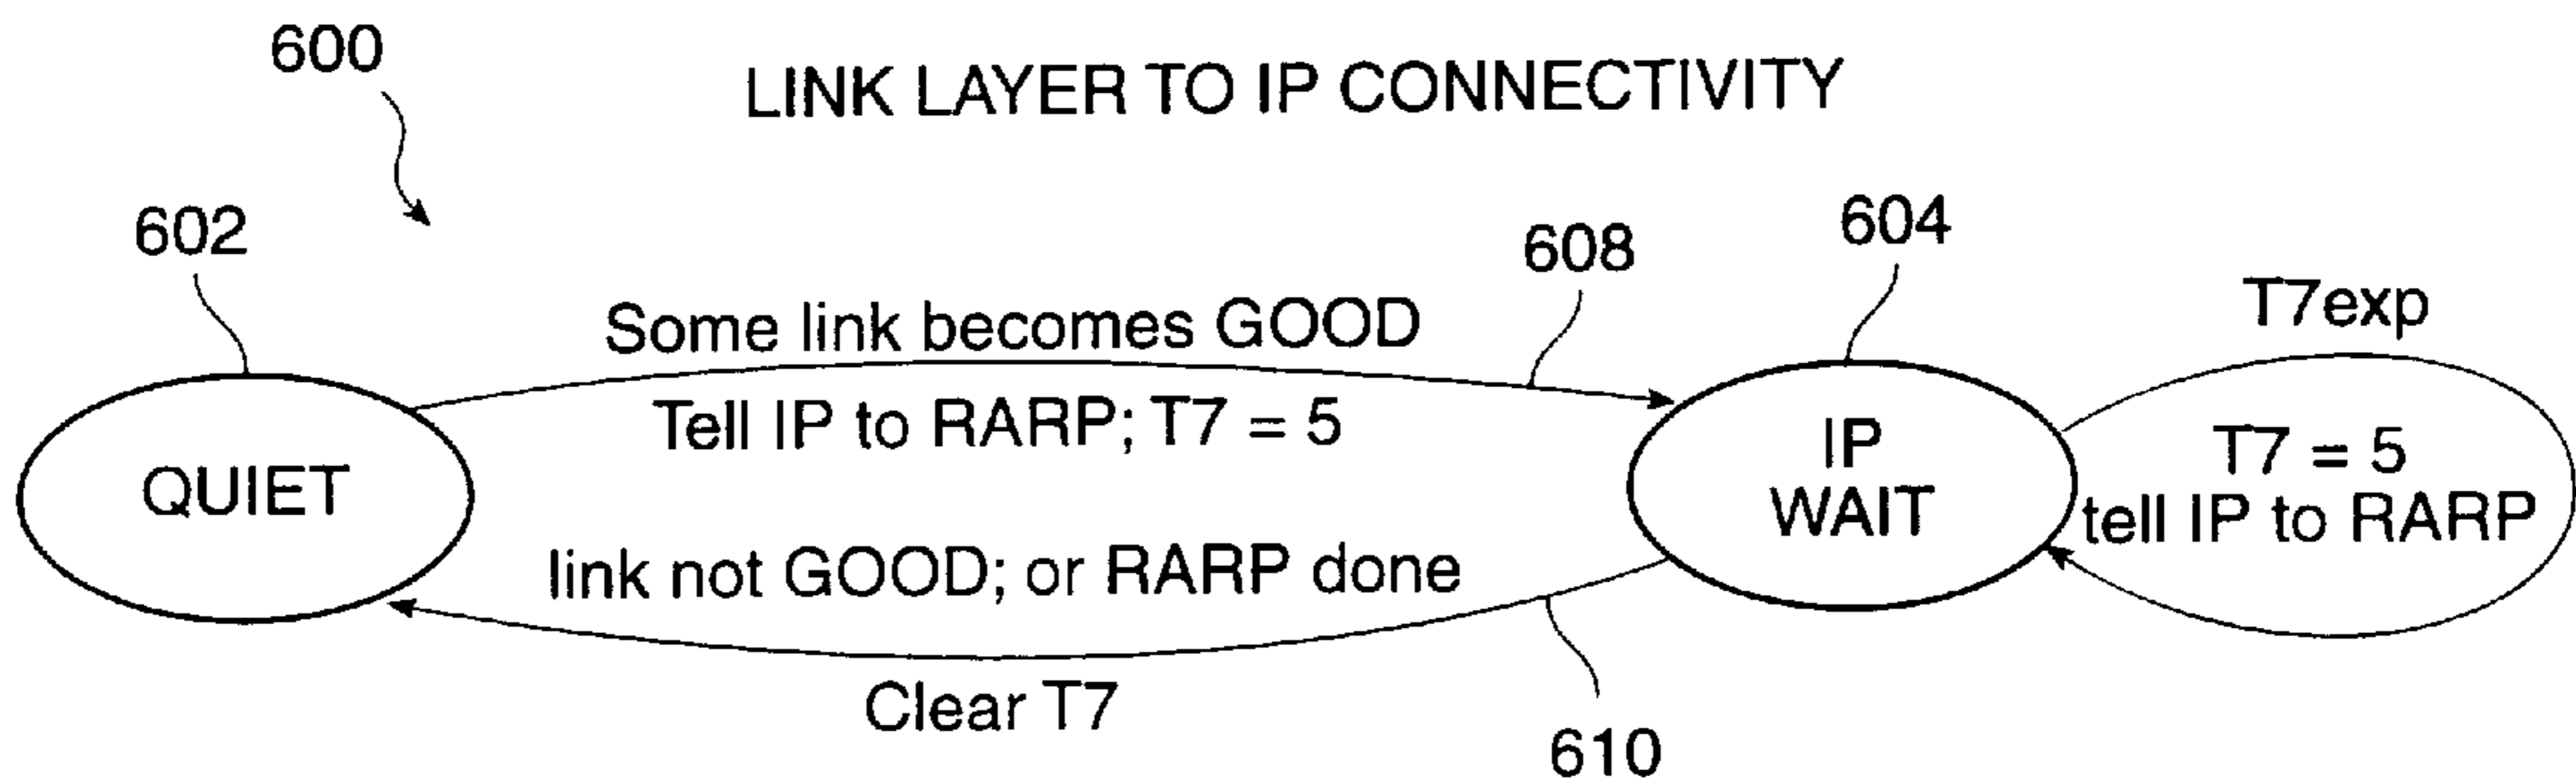 600
LINK LAYER TO IP CONNECTIVITY
602
608
604
Some link becomes GOOD
T7exp
Tell IP to RARP; T7 = 5
QUIET
IP
WAIT
T7 = 5
tell IP to RARP
link not GOOD; or RARP done
Clear T7
610